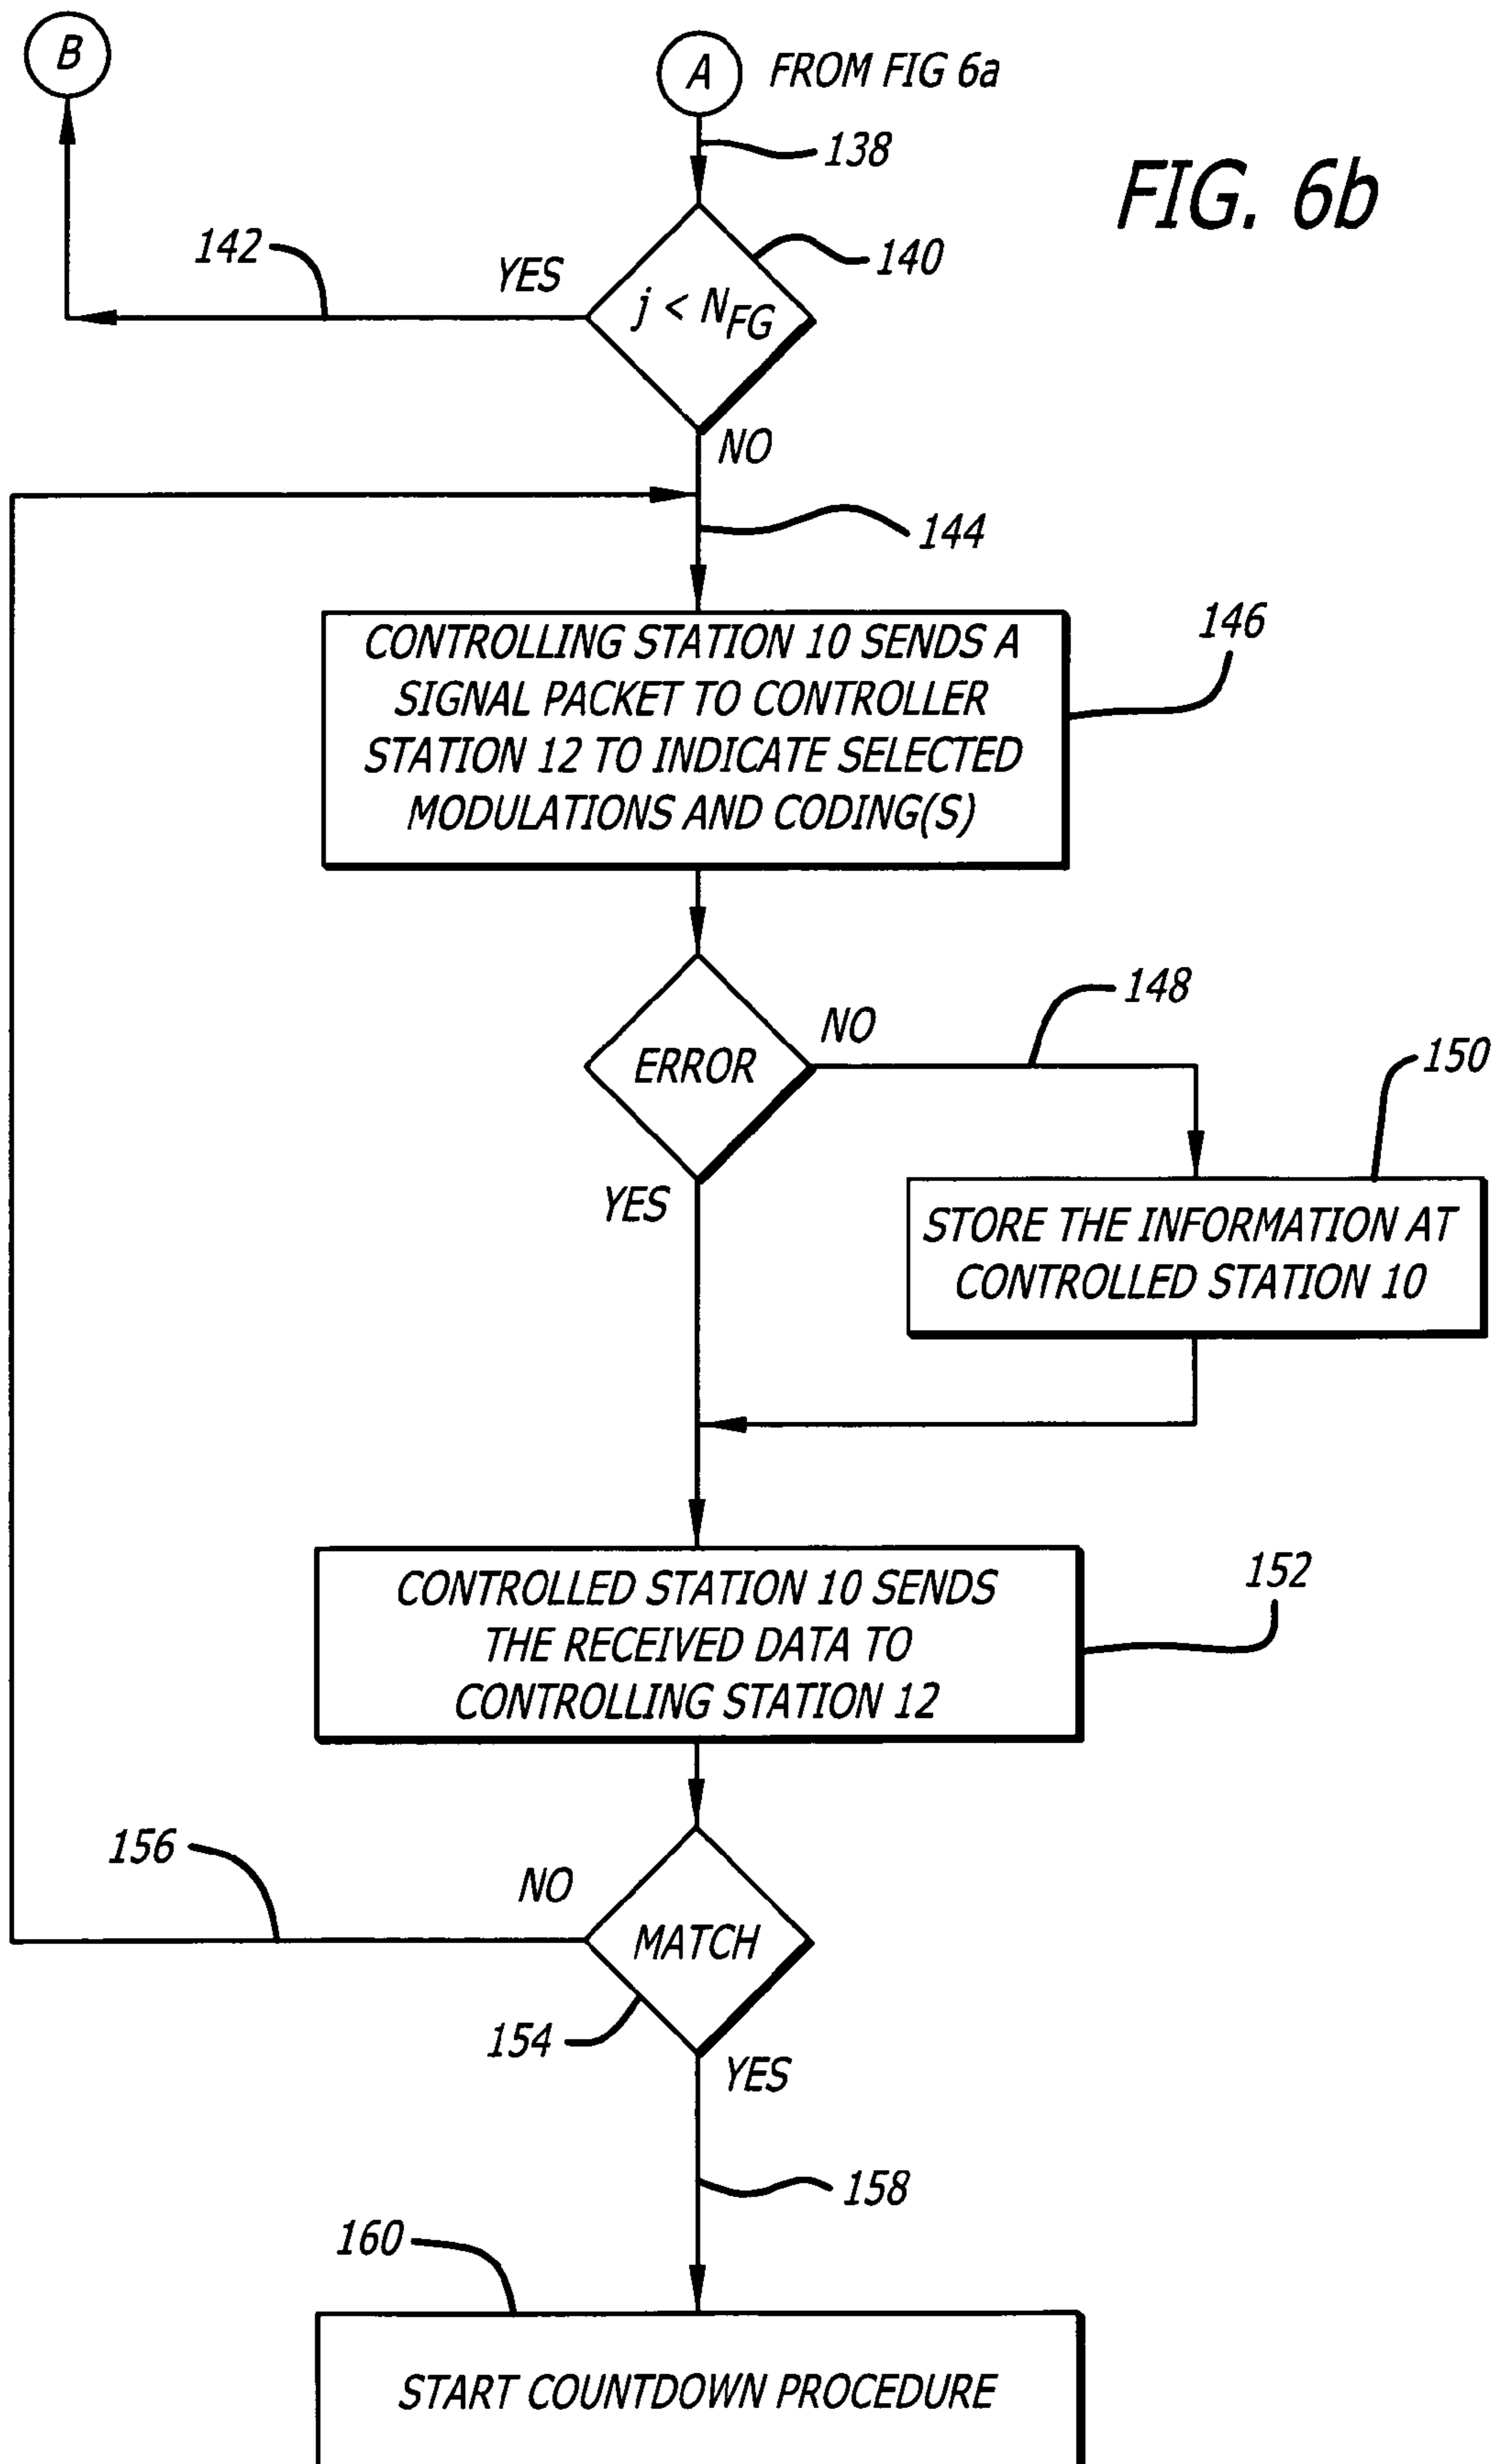 B
A FROM FIG 6a
138
FIG. 6b
142
YES
140
j < NFG
NO
144
146
CONTROLLING STATION 10 SENDS A
SIGNAL PACKET TO CONTROLLER
STATION 12 TO INDICATE SELECTED
MODULATIONS AND CODING(S)
148
NO
ERROR
150
YES
STORE THE INFORMATION AT
CONTROLLED STATION 10
152
CONTROLLED STATION 10 SENDS
THE RECEIVED DATA TO
CONTROLLING STATION 12
156
NO
MATCH
154
YES
158
160
START COUNTDOWN PROCEDURE